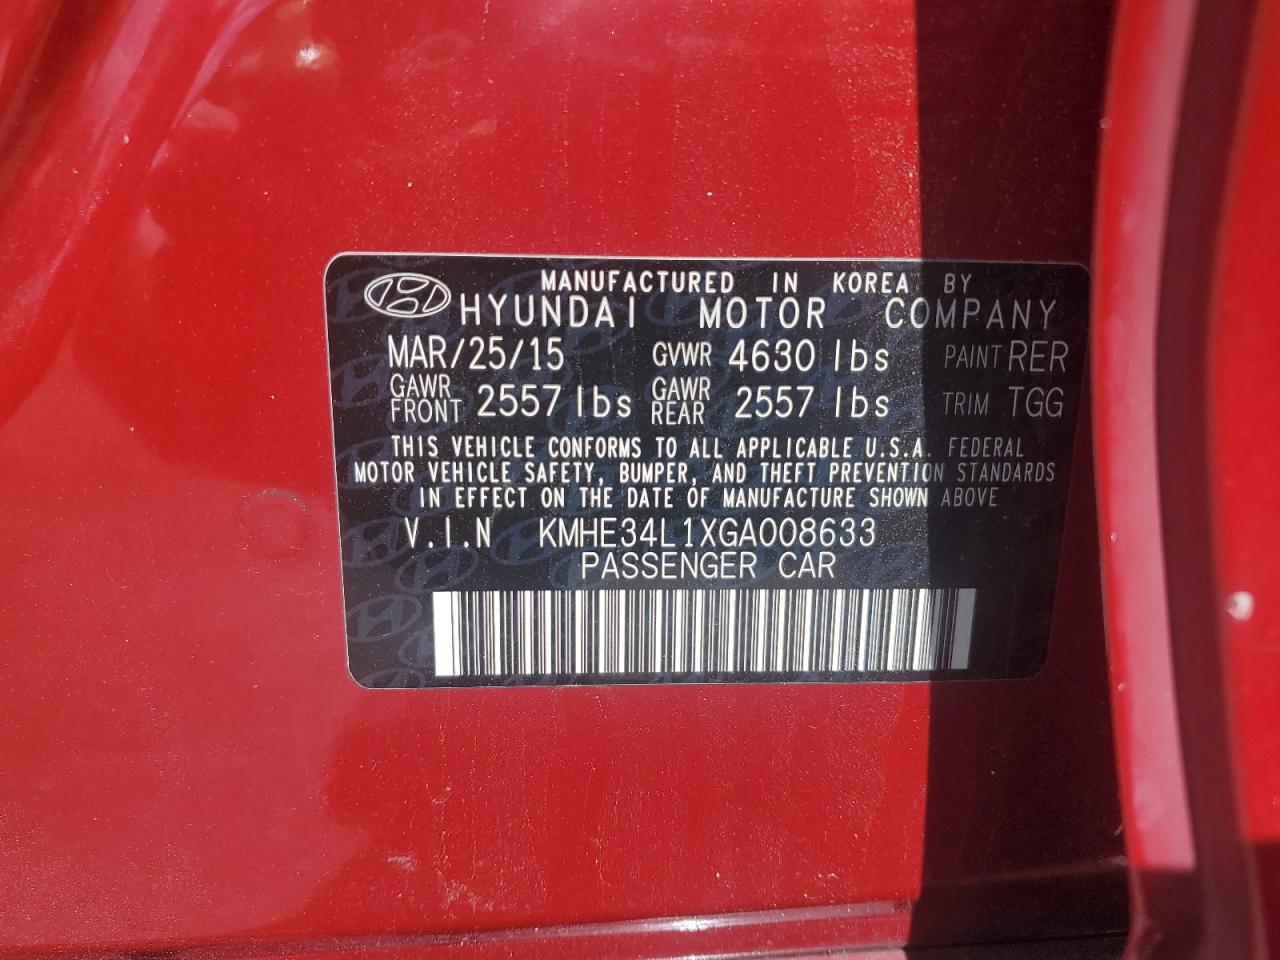 MANUFACTURED IN KOREA BY
HYUNDAI MOTOR COMPANY
MAR/25/15 GVWR 4630 lbs PAINT RER
GAWR FRONT 2557 lbs GAWR REAR 2557 lbs TRIM TGG
THIS VEHICLE CONFORMS TO ALL APPLICABLE U.S.A. FEDERAL
MOTOR VEHICLE SAFETY, BUMPER, AND THEFT PREVENTION STANDARDS
IN EFFECT ON THE DATE OF MANUFACTURE SHOWN ABOVE
V.I.N KMHE34L1XGA008633
PASSENGER CAR